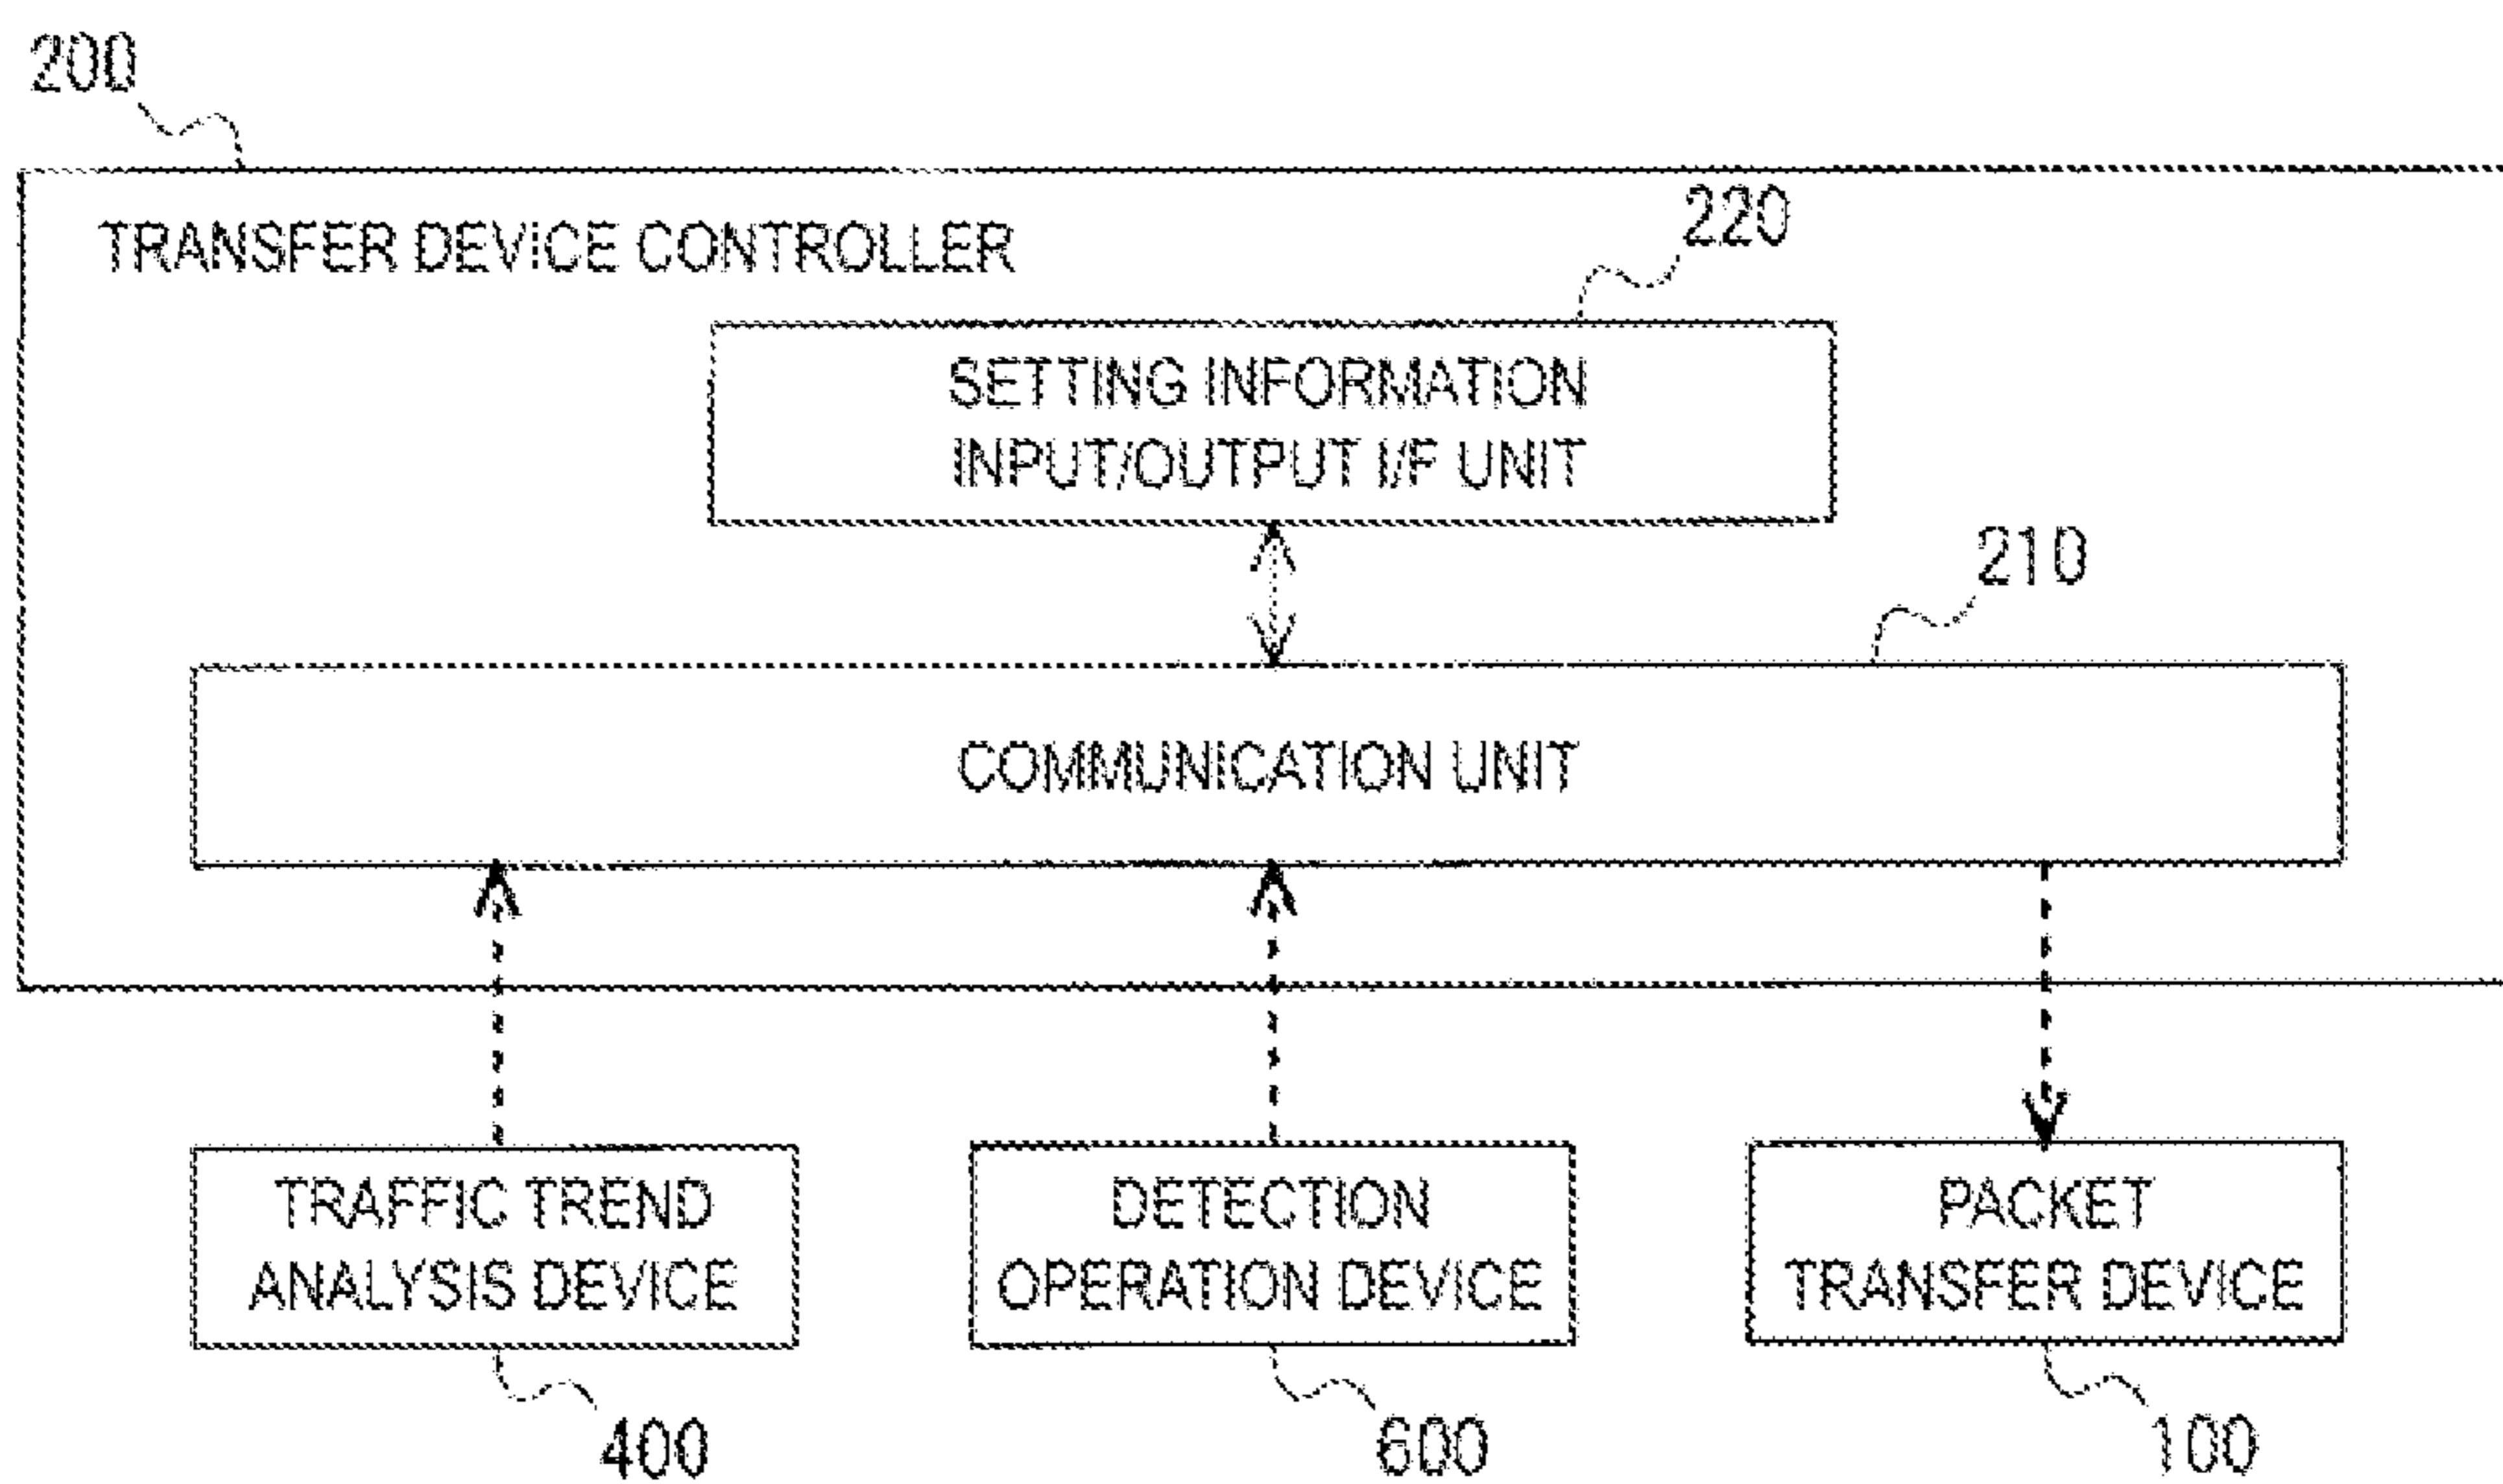 200
TRANSFER DEVICE CONTROLLER
220
SETTING INFORMATION
INPUT/OUTPUT I/F UNIT
210
COMMUNICATION UNIT
TRAFFIC TREND
ANALYSIS DEVICE
DETECTION
OPERATION DEVICE
PACKET
TRANSFER DEVICE
400
600
100